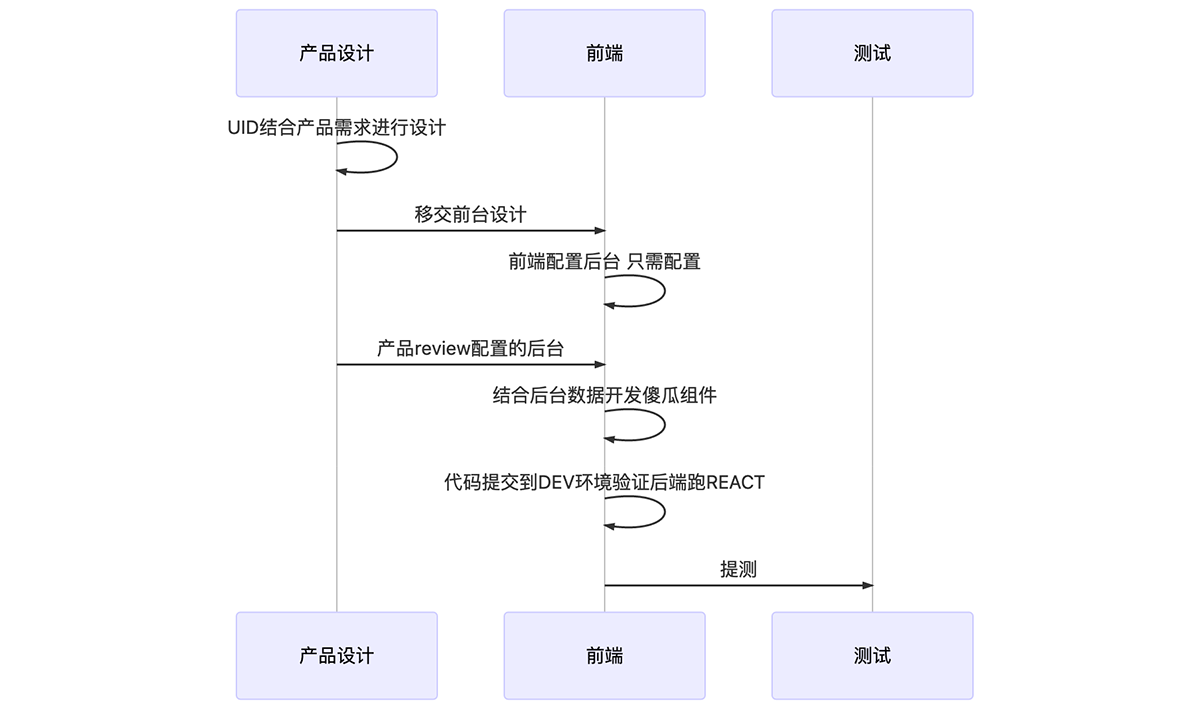 产品设计
前端
测试
UID结合产品需求进行设计
移交前台设计
前端配置后台 只需配置
产品review配置的后台
结合后台数据开发傻瓜组件
代码提交到DEV环境验证后端跑REACT
提测
产品设计
前端
测试